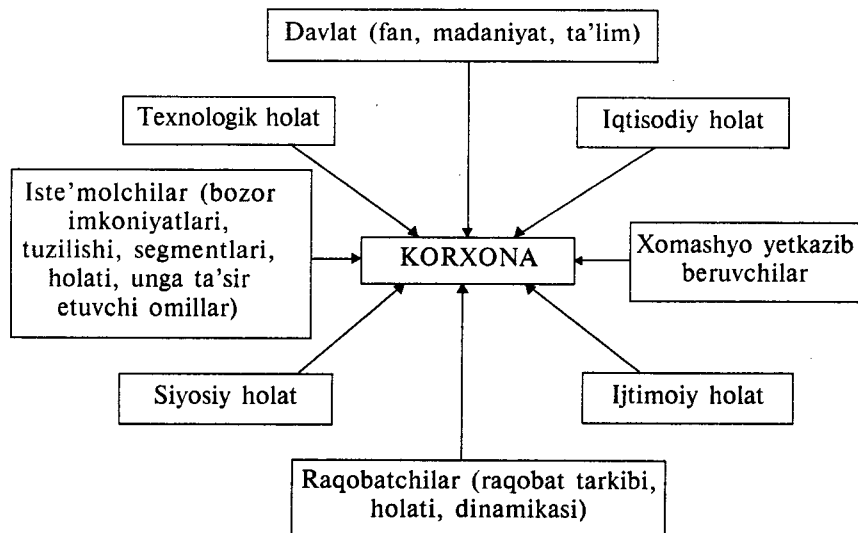 Davlat (fan, madaniyat, ta'lim)
Texnologik holat
Iqtisodiy holat
Iste'molchilar (bozor
imkoniyatlari,
tuzilishi, segmentlari,
holati, unga ta'sir
etuvchi omillar)
KORXONA
Xomashyo yetkazib
beruvchilar
Siyosiy holat
Ijtimoiy holat
Raqobatchilar (raqobat tarkibi,
holati, dinamikasi)